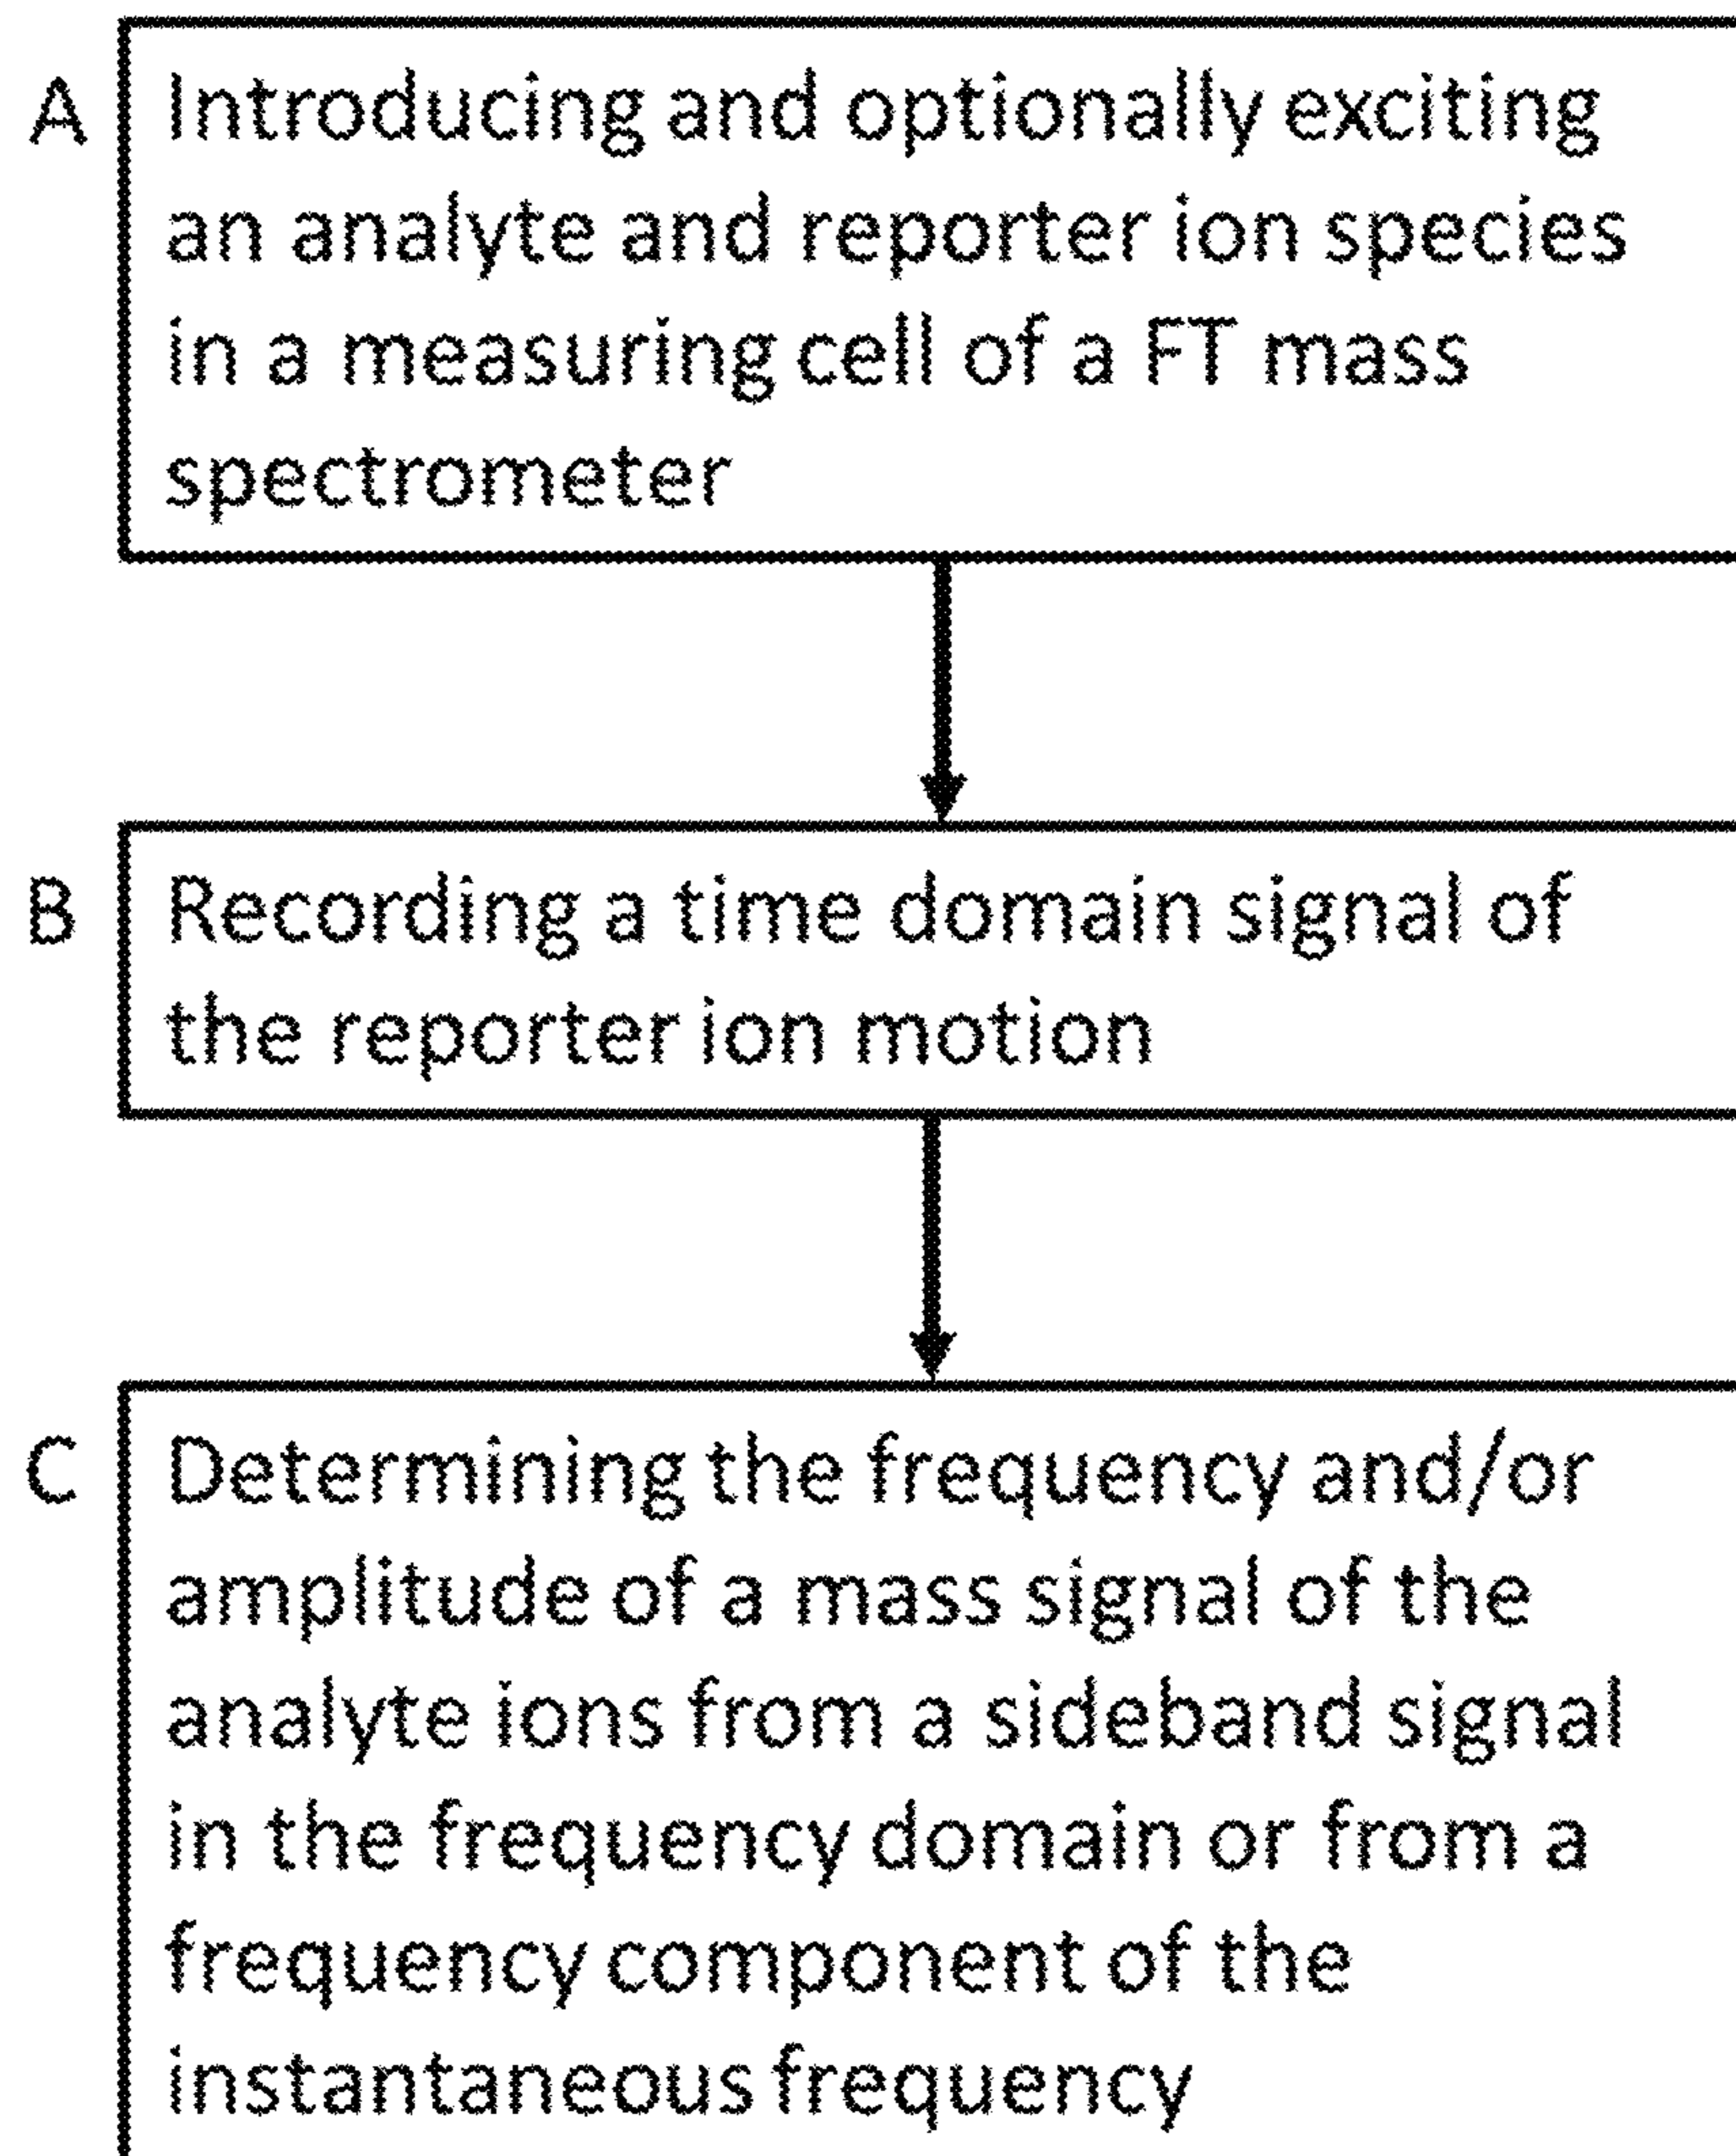 A Introducing and optionally exciting
an analyte and reporter ion species
in a measuring cell of a FT mass
spectrometer
B Recording a time domain signal of
the reporter ion motion
C Determining the frequency and/or
amplitude of a mass signal of the
analyte ions from a sideband signal
in the frequency domain or from a
frequency component of the
instantaneous frequency